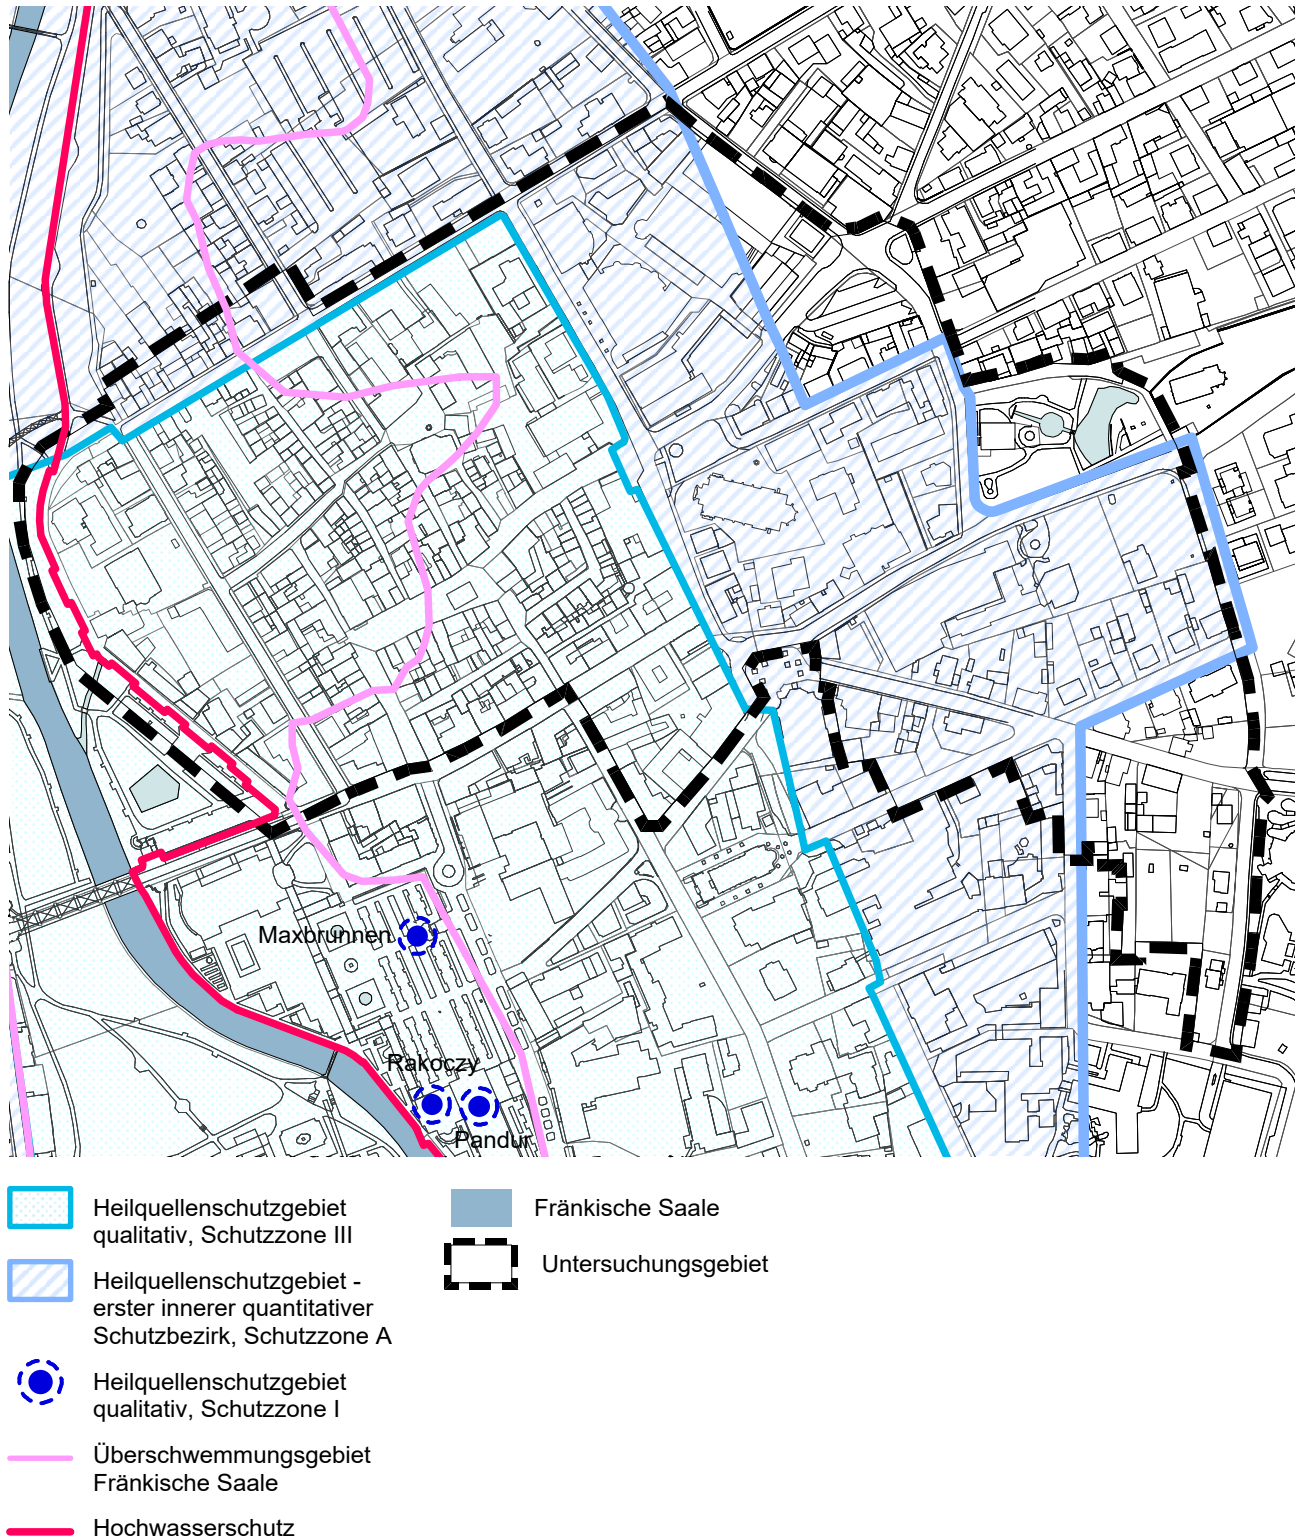 Maxbrunnen
Rakoczy
Pandur
Heilquellenschutzgebiet
qualitativ, Schutzzone III
Heilquellenschutzgebiet -
erster innerer quantitativer
Schutzbezirk, Schutzzone A
Heilquellenschutzgebiet
qualitativ, Schutzzone I
Überschwemmungsgebiet
Fränkische Saale
Hochwasserschutz
Fränkische Saale
Untersuchungsgebiet